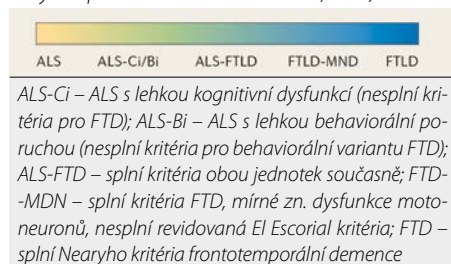 ALS ALS-Ci/Bi ALS-FTLD FTLD-MND FTLD
ALS-Ci – ALS s lehkou kognitivní dysfunkcí (nesplní kri-
téria pro FTD); ALS-Bi – ALS s lehkou behaviorální po-
ruchou (nesplní kritéria pro behaviorální variantu FTD);
ALS-FTD – splní kritéria obou jednotek současně; FTD-
-MDN – splní kritéria FTD, mírné zn. dysfunkce moto-
neuronů, nesplní revidovaná El Escorial kritéria; FTD –
splní Nearyho kritéria frontotemporální demence